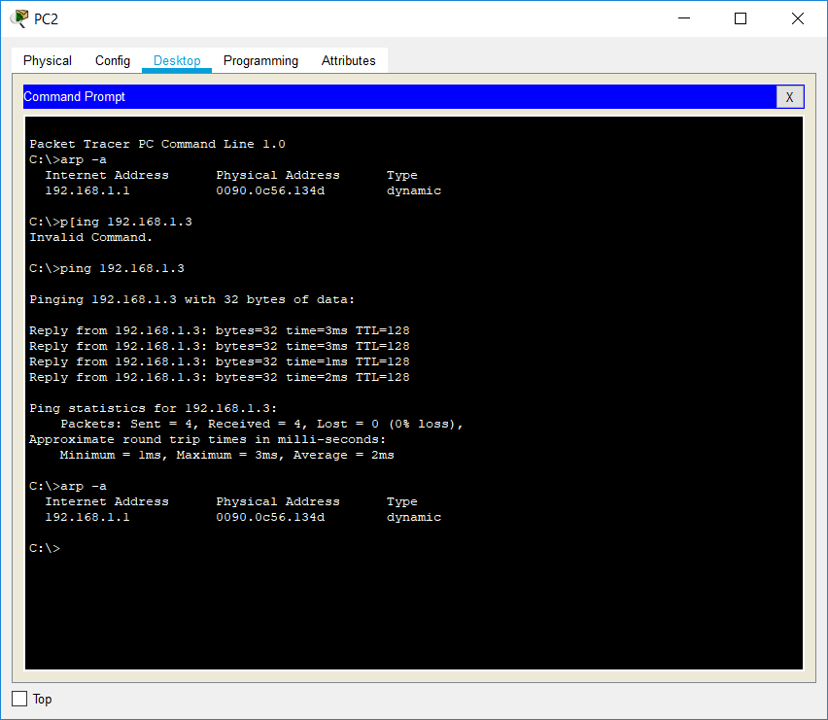 PC2
Physical Config Desktop Programming Attributes
Command Prompt X
Packet Tracer PC Command Line 1.0
C:\>arp -a
Internet Address Physical Address Type
192.168.1.1 0090.0c56.134d dynamic
C:\>p[ing 192.168.1.3
Invalid Command.
C:\>ping 192.168.1.3
Pinging 192.168.1.3 with 32 bytes of data:
Reply from 192.168.1.3: bytes=32 time=3ms TTL=128
Reply from 192.168.1.3: bytes=32 time=3ms TTL=128
Reply from 192.168.1.3: bytes=32 time=1ms TTL=128
Reply from 192.168.1.3: bytes=32 time=2ms TTL=128
Ping statistics for 192.168.1.3:
Packets: Sent = 4, Received = 4, Lost = 0 (0% loss),
Approximate round trip times in milli-seconds:
Minimum = 1ms, Maximum = 3ms, Average = 2ms
C:\>arp -a
Internet Address Physical Address Type
192.168.1.1 0090.0c56.134d dynamic
C:\>
Top